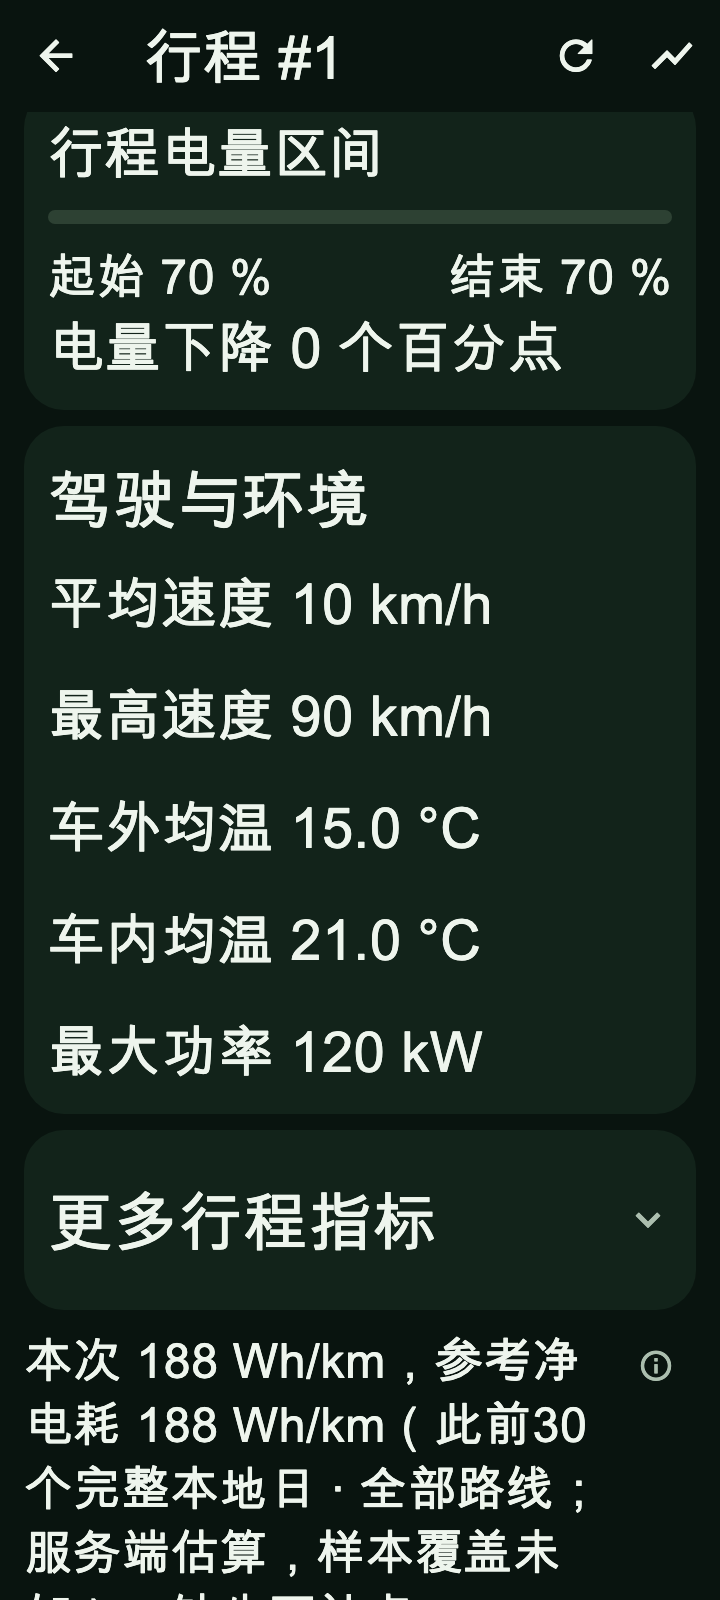 行程 #1
行程电量区间
起始 70 %
结束 70 %
电量下降 0 个百分点
驾驶与环境
平均速度 10 km/h
最高速度 90 km/h
车外均温 15.0 °C
车内均温 21.0 °C
最大功率 120 kW
更多行程指标
本次 188 Wh/km，参考净
电耗 188 Wh/km（此前30
个完整本地日 · 全部路线；
服务端估算，样本覆盖未